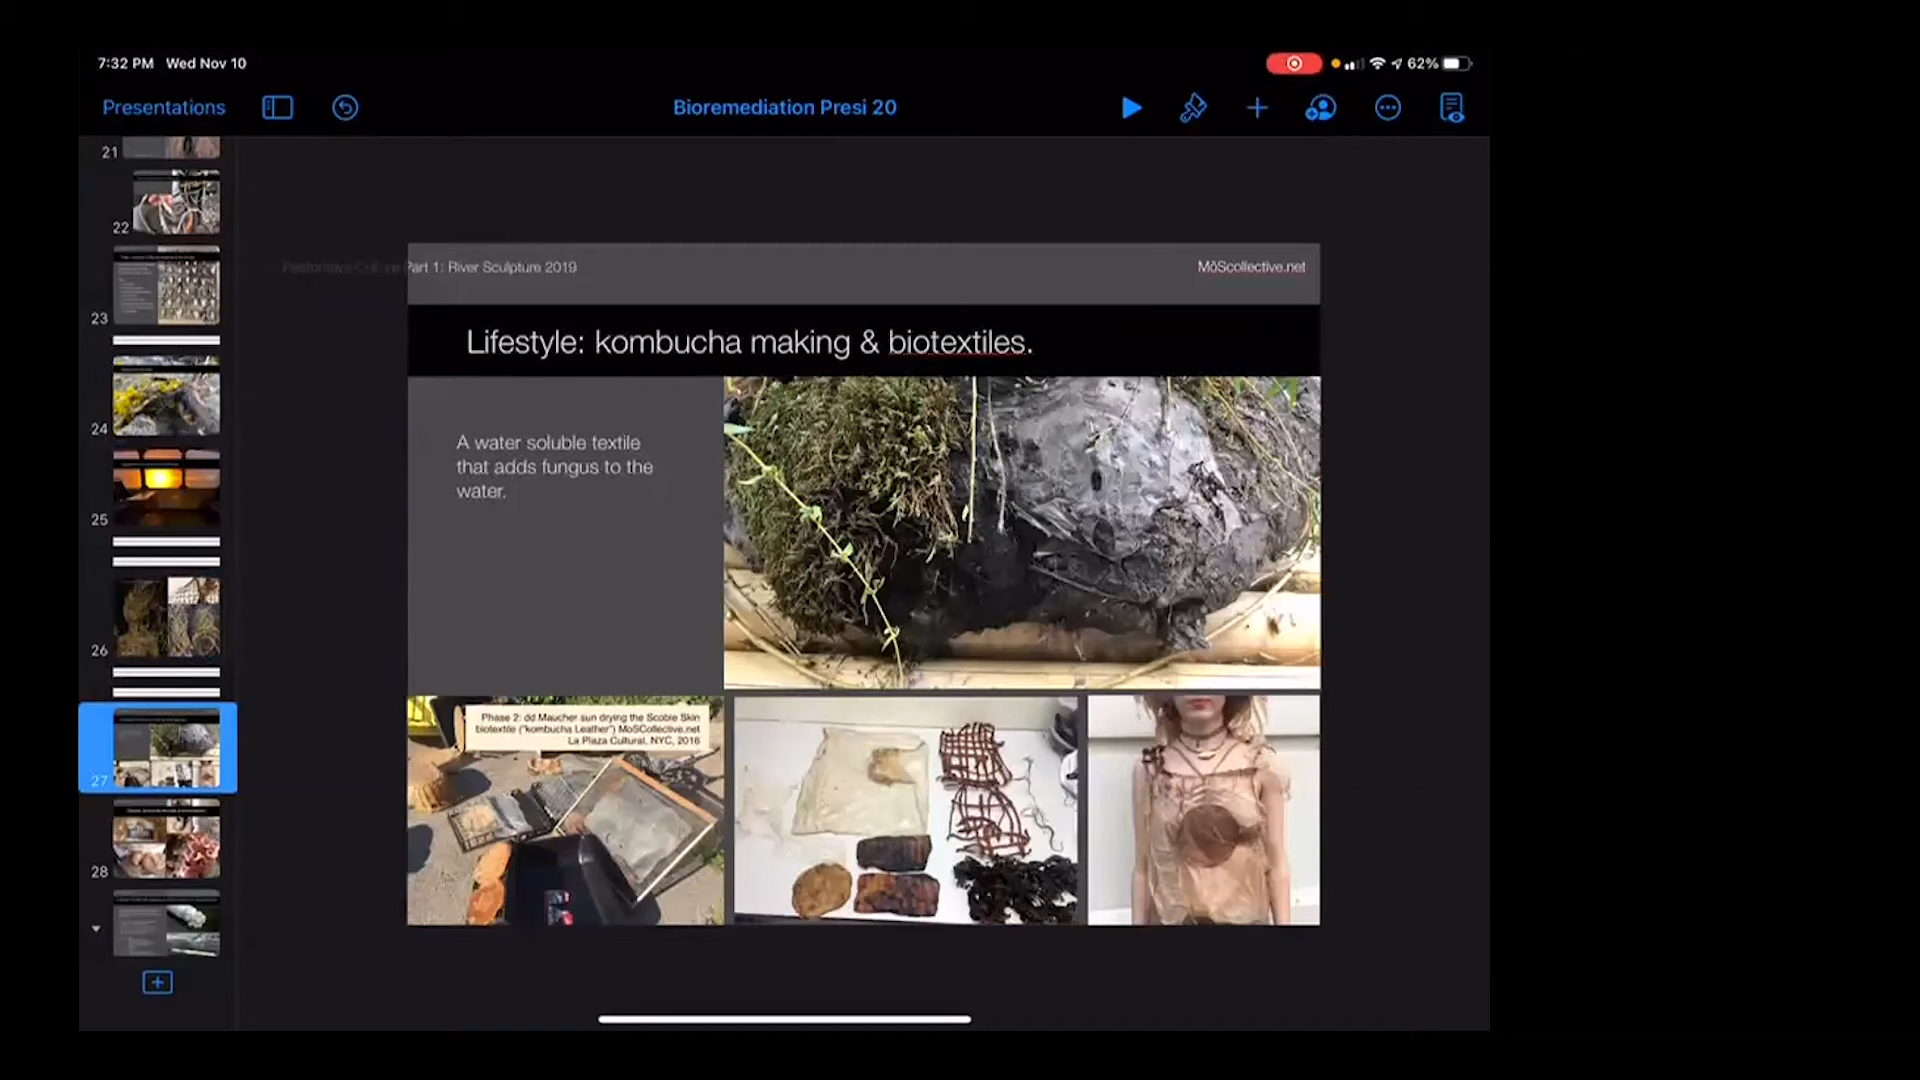 7:32 PM Wed Nov 10
62%
Presentations
Bioremediation Presi 20
21
22
23
24
25
26
27
28
Part 1: River Sculpture 2019
MōScollective.net
Lifestyle: kombucha making & biotextiles.
A water soluble textile
that adds fungus to the
water.
Phase 2: dd Maucher sun drying the Scobie Skin
biotextile ("kombucha Leather") MoSCollective.net
La Plaza Cultural, NYC, 2016